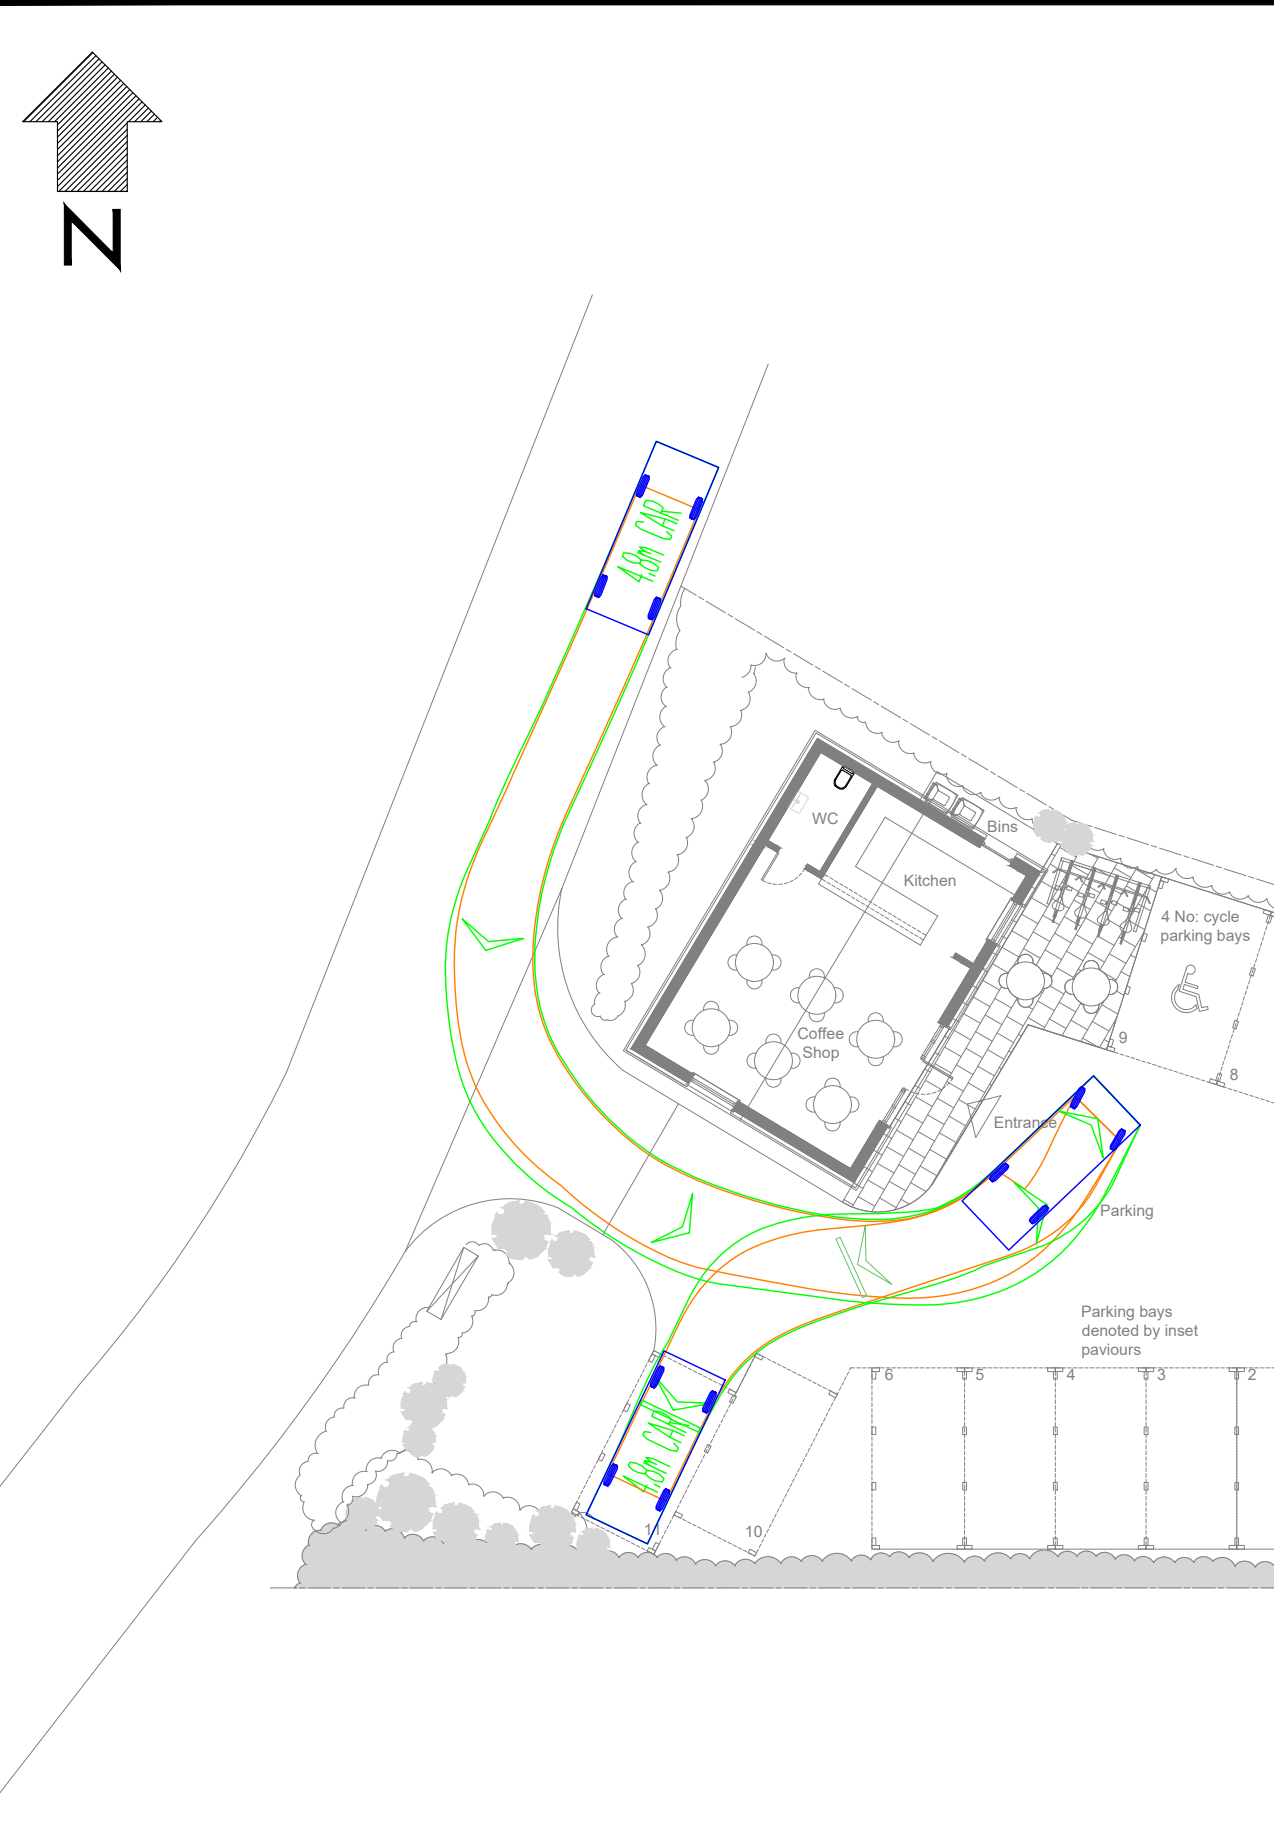 N
4.8m CAR
WC
Bins
Kitchen
4 No: cycle
parking bays
Coffee
Shop
9
8
Entrance
Parking
Parking bays
denoted by inset
paviours
6
5
4
3
2
4.8m CAR
11
10